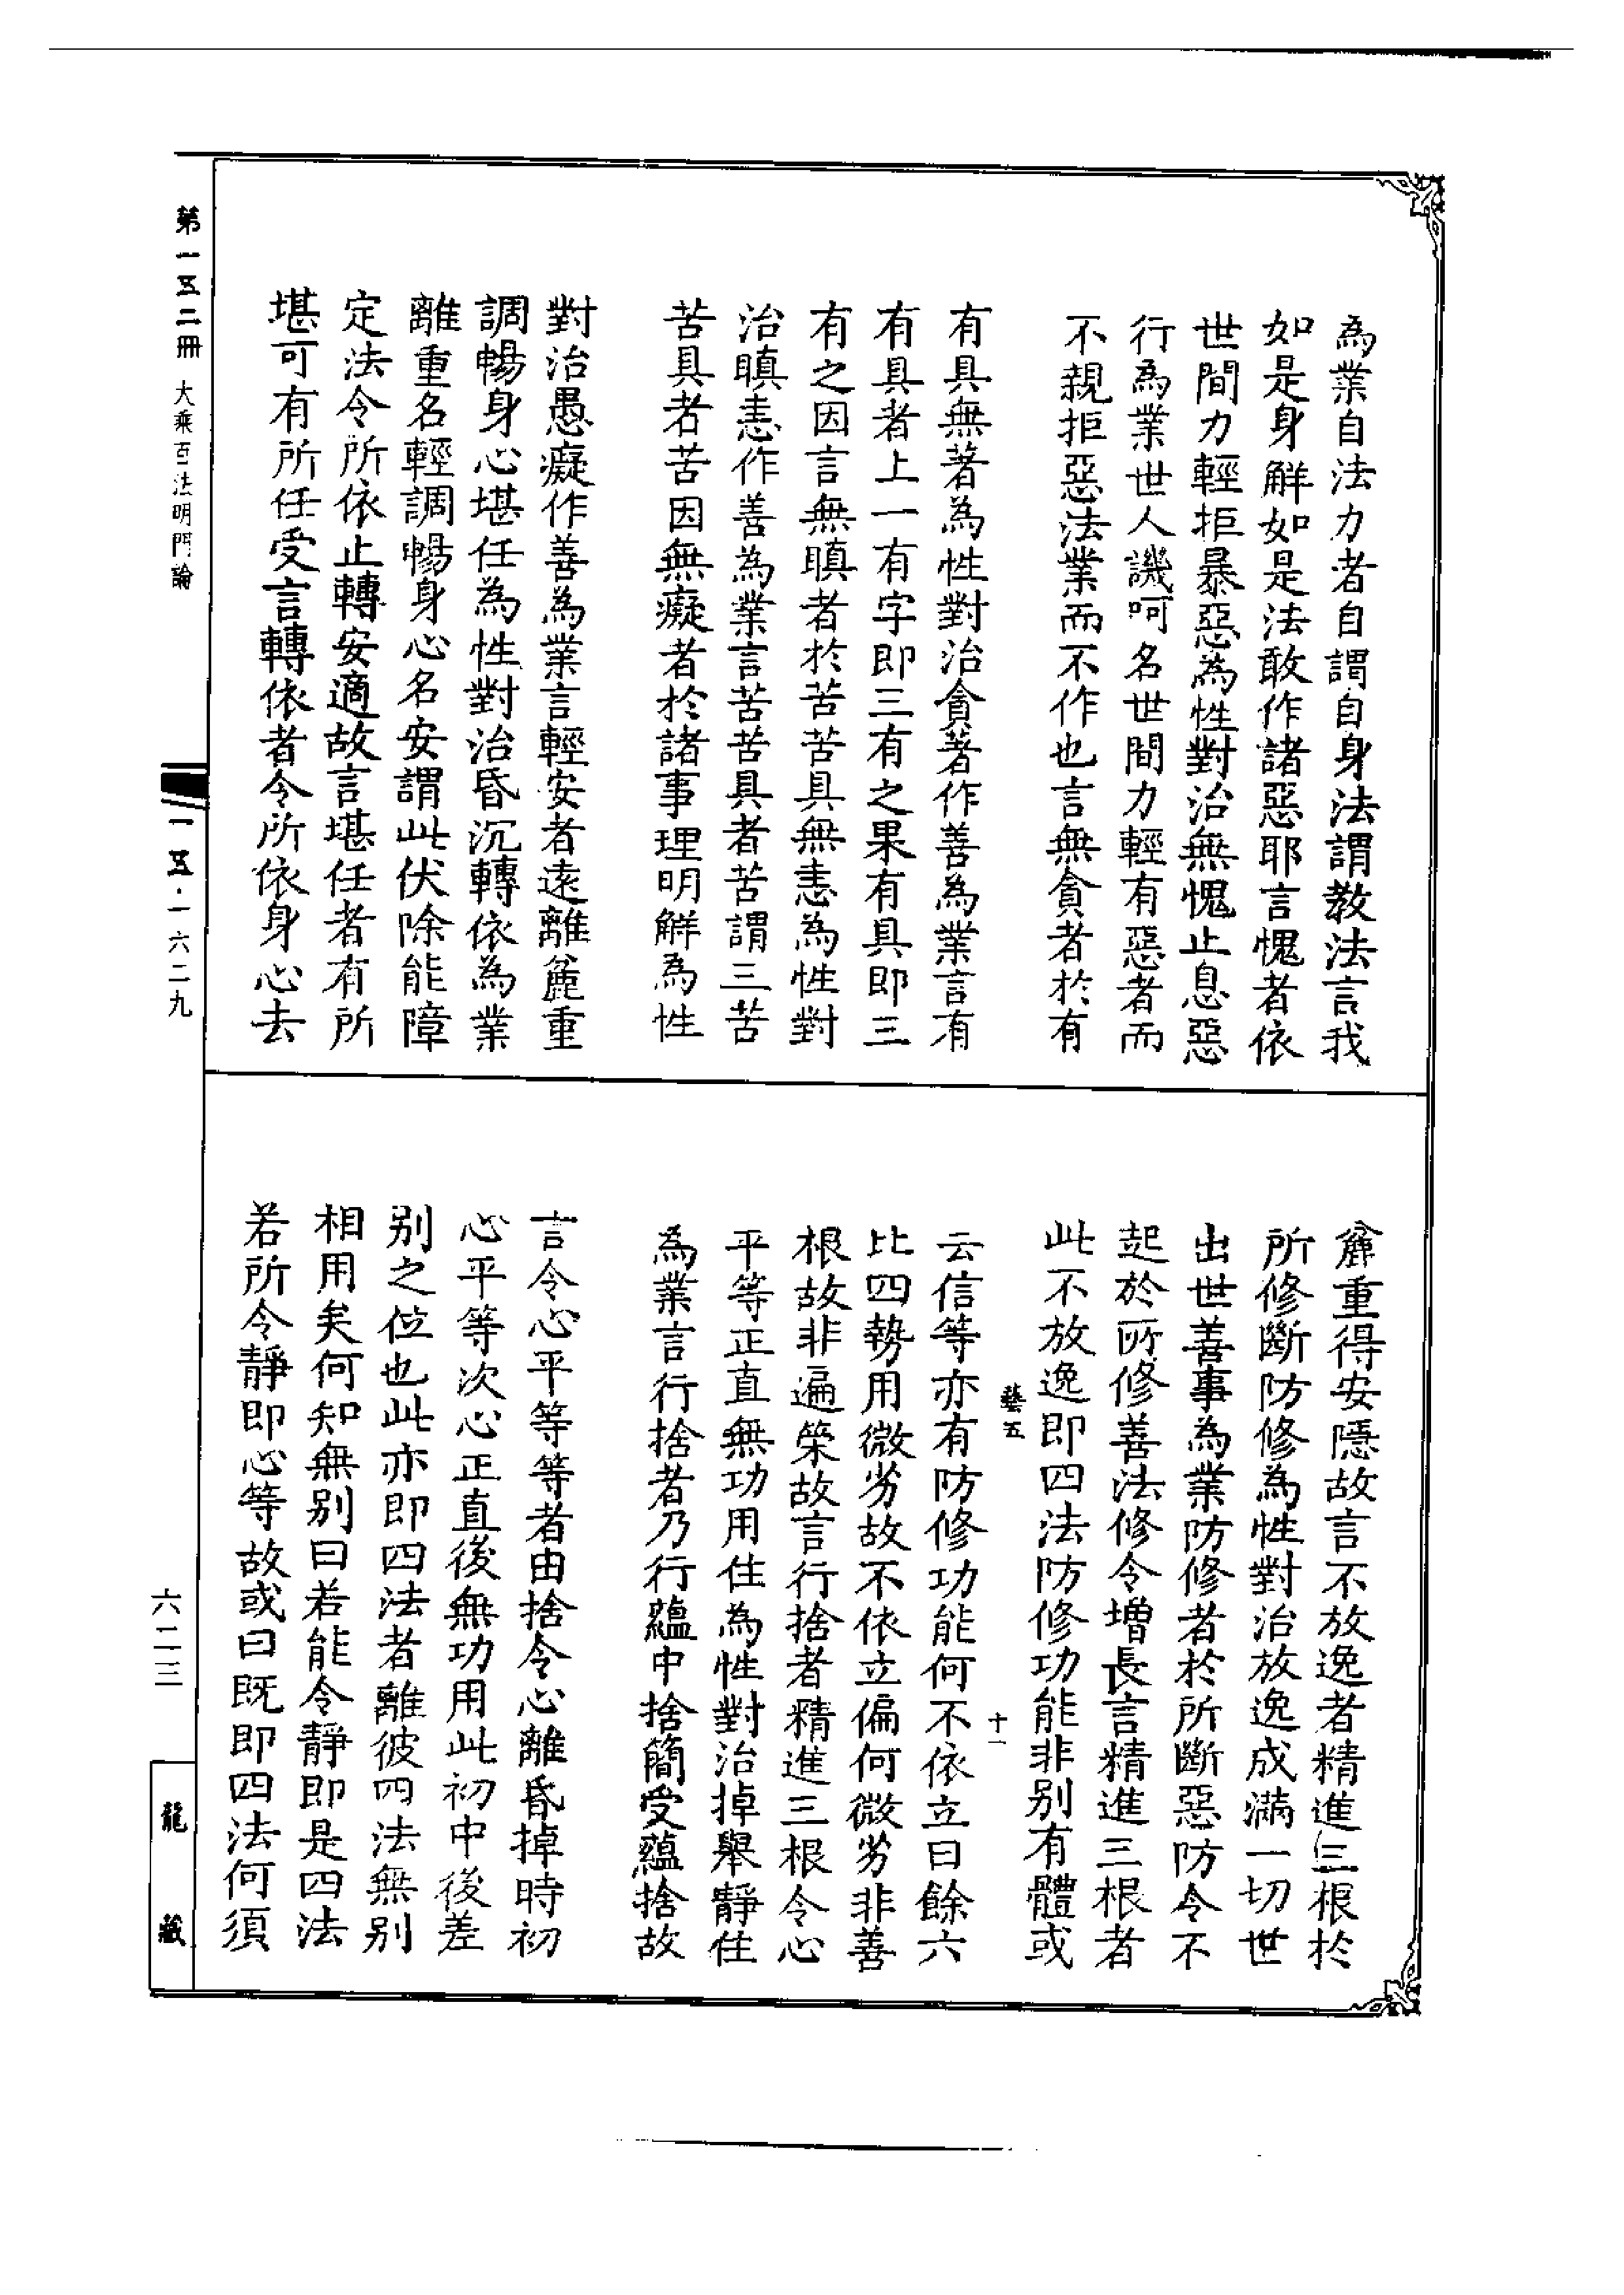 為業自法力者自謂自身法謂教法言我
如是身解如是法敢作諸惡耶言愧者依
世間力輕拒暴惡為性對治無愧止息惡
行為業世人譏呵名世間力輕有惡者而
不親拒惡法業而不作也言無貪者於有
有具無著為性對治貪著作善為業言有
有具者上一有字即三有之果有具即三
有之因言無瞋者於苦苦具無恚為性對
治瞋恚作善為業言苦苦具者苦謂三苦
苦具者苦因無癡者於諸事理明解為性
對治愚癡作善為業言輕安者遠離麄重
調暢身心堪任為性對治昏沉轉依為業
離重名輕調暢身心名安謂此伏除能障
定法令所依止轉安適故言堪任者有所
堪可有所任受言轉依者令所依身心去
麄重得安隱故言不放逸者精進三根於
所修斷防修為性對治放逸成滿一切世
出世善事為業防修者於所斷惡防令不
起於所修善法修令增長言精進三根者
此不放逸即四法防修功能非别有體或
藝五
十一
云信等亦有防修功能何不依立曰餘六
比四勢用微劣故不依立偏何微劣非善
根故非遍策故言行捨者精進三根令心
平等正直無功用住為性對治掉舉靜住
為業言行捨者乃行蘊中捨簡受蘊捨故
言令心平等等者由捨令心離昏掉時初
心平等次心正直後無功用此初中後差
别之位也此亦即四法者離彼四法無别
相用矣何知無别曰若能令靜即是四法
若所令靜即心等故或曰既即四法何須
第一五二冊 大乘百法明門論
一五·一六二九
六二三
龍藏